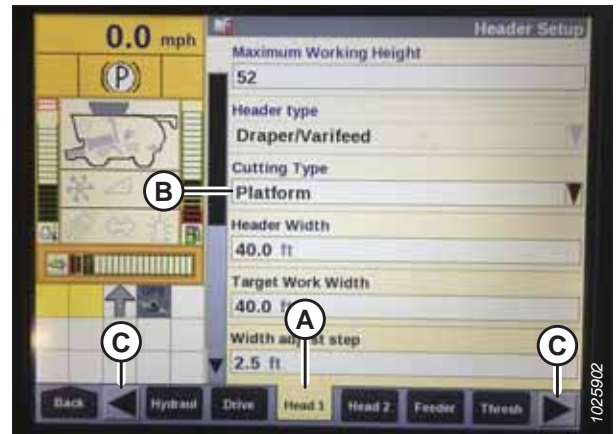 0.0 mph
(P)
Header Setup
Maximum Working Height
52
Header type
Draper/Varifeed
Cutting Type
B
Platform
Header Width
40.0 ft
Target Work Width
40.0 ft
A
C
C
Width adjust step
2.5 ft
Back
Hydraul
Drive
Head 1
Head 2
Feeder
Thresh
1025902